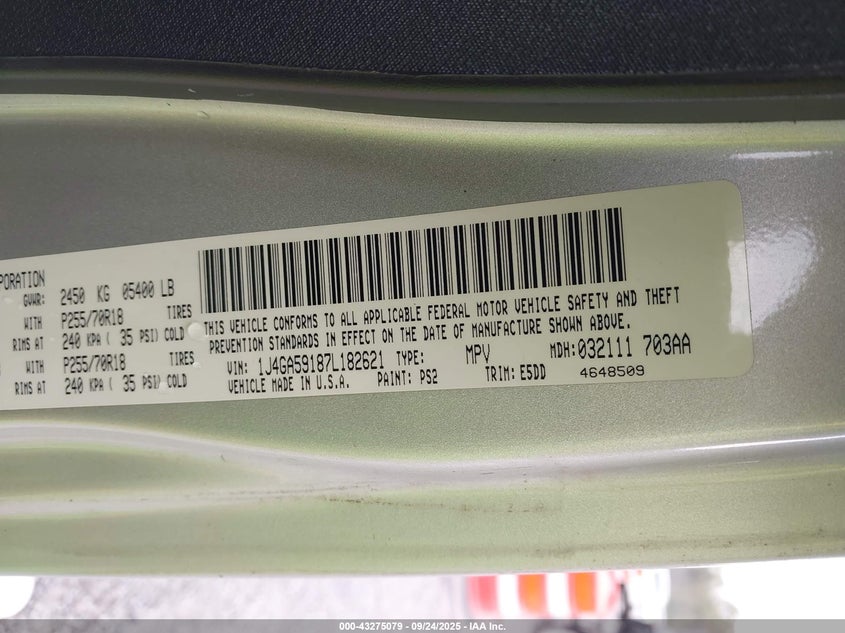 PORATION
GVWR: 2450 KG 05400 LB
WITH P255/70R18 TIRES
RIMS AT 240 KPA ( 35 PSI) COLD
WITH P255/70R18 TIRES
RIMS AT 240 KPA ( 35 PSI) COLD
THIS VEHICLE CONFORMS TO ALL APPLICABLE FEDERAL MOTOR VEHICLE SAFETY AND THEFT
PREVENTION STANDARDS IN EFFECT ON THE DATE OF MANUFACTURE SHOWN ABOVE.
VIN: 1J4GA59187L182621 TYPE: MPV MDH: 032111 703AA
VEHICLE MADE IN U.S.A. PAINT: PS2 TRIM: E5DD 4648509
000-43275079 - 09/24/2025 - IAA Inc.